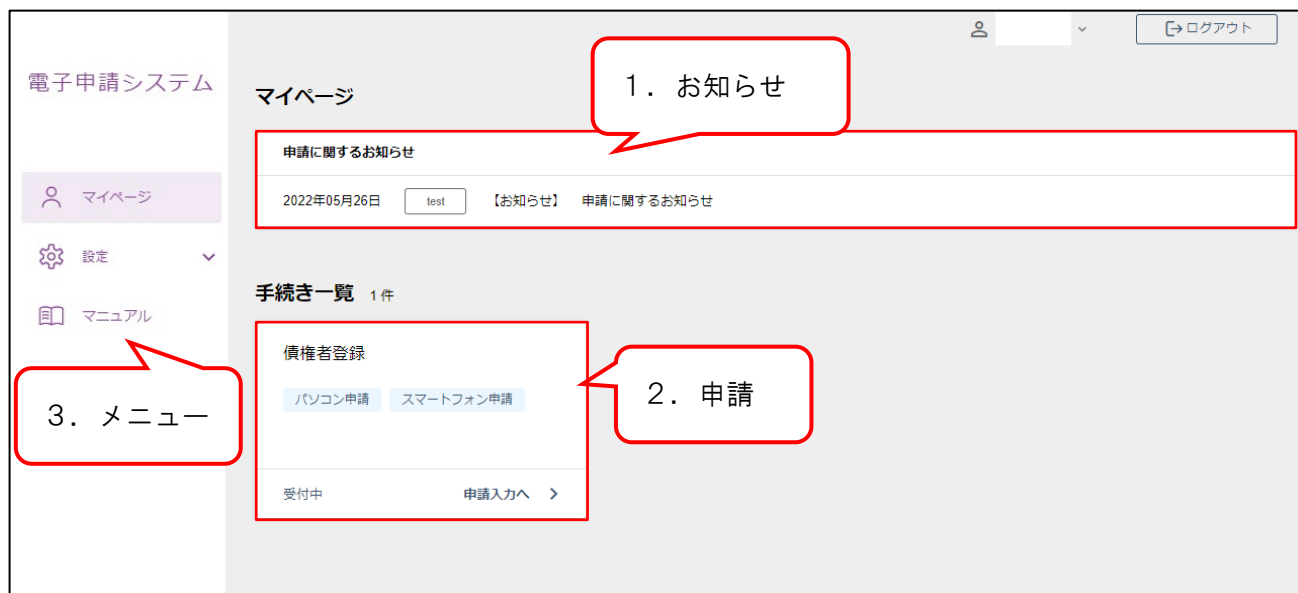 ログアウト
電子申請システム
1. お知らせ
マイページ
申請に関するお知らせ
2022年05月26日 test 【お知らせ】 申請に関するお知らせ
マイページ
設定
マニュアル
手続き一覧 1件
債権者登録
パソコン申請 スマートフォン申請
2. 申請
3. メニュー
受付中 申請入力へ